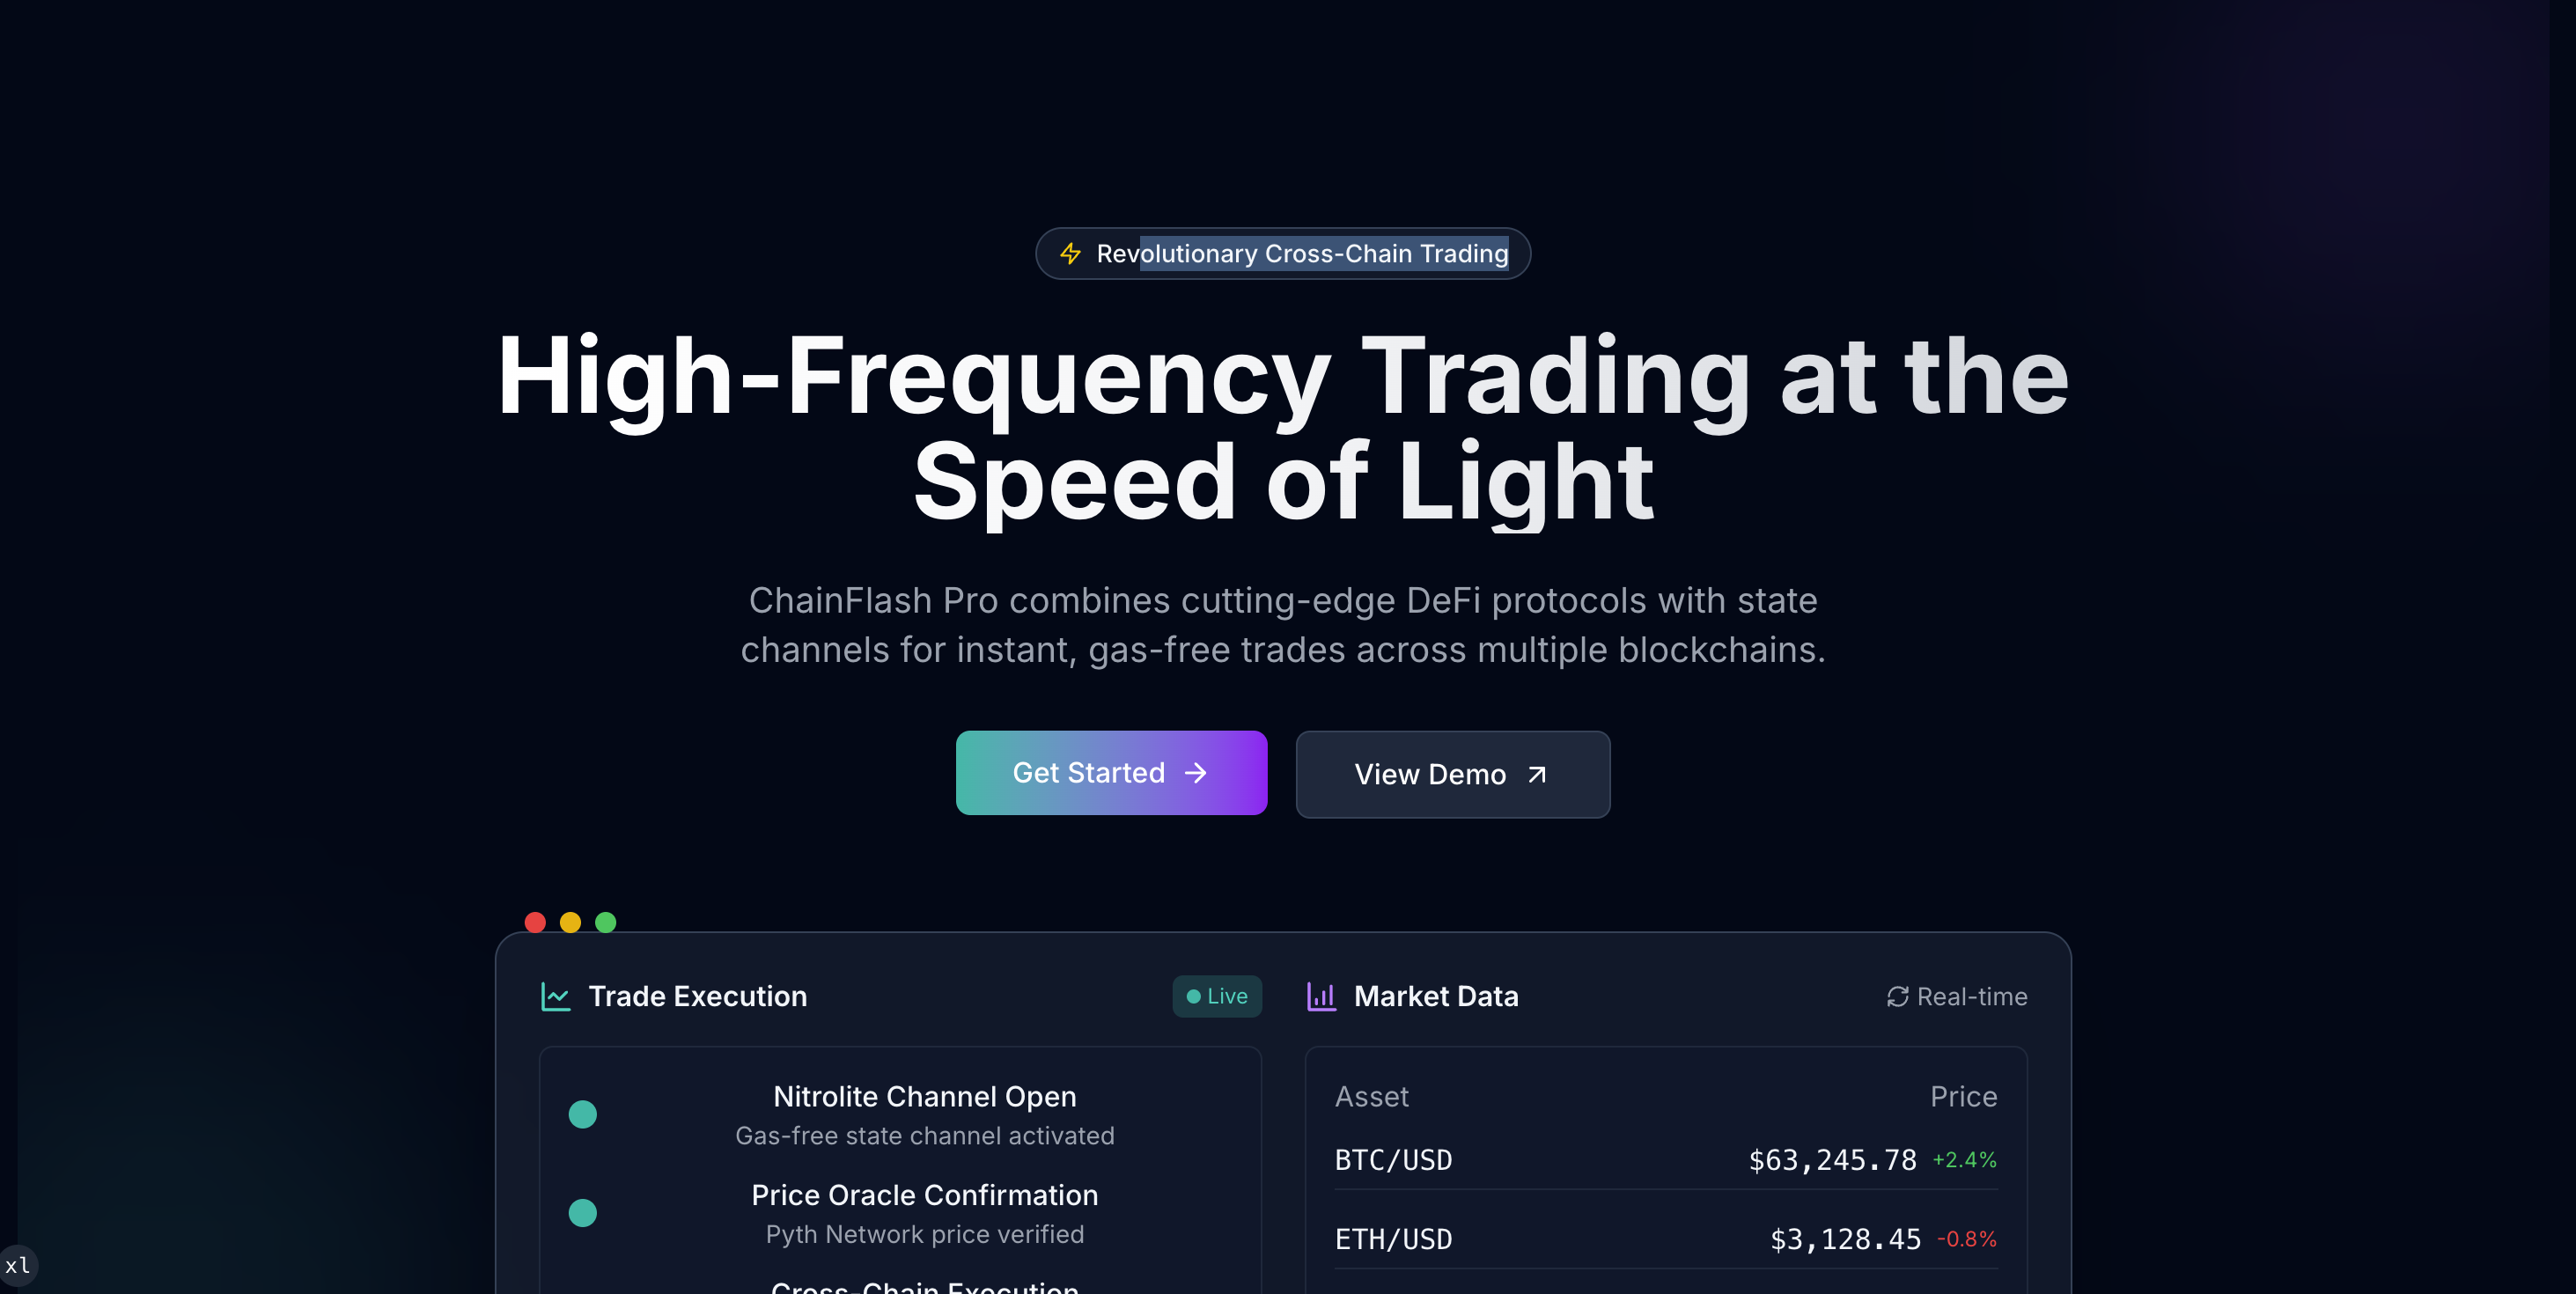 Revolutionary Cross-Chain Trading
High-Frequency Trading at the
Speed of Light
ChainFlash Pro combines cutting-edge DeFi protocols with state
channels for instant, gas-free trades across multiple blockchains.
Get Started
View Demo
Trade Execution
Live
Nitrolite Channel Open
Gas-free state channel activated
Price Oracle Confirmation
Pyth Network price verified
Cross-Chain Execution
Market Data
Real-time
Asset Price
BTC/USD $63,245.78 +2.4%
ETH/USD $3,128.45 -0.8%
xl